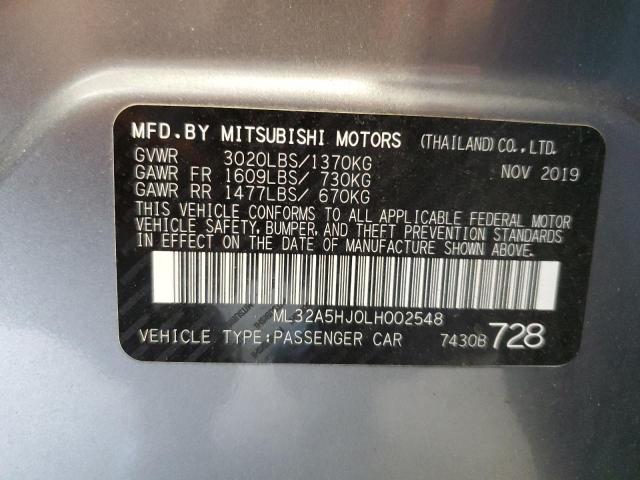 MFD.BY MITSUBISHI MOTORS (THAILAND)CO.,LTD.
GVWR 3020LBS/1370KG NOV 2019
GAWR FR 1609LBS/ 730KG
GAWR RR 1477LBS/ 670KG
THIS VEHICLE CONFORMS TO ALL APPLICABLE FEDERAL MOTOR
VEHICLE SAFETY, BUMPER, AND THEFT PREVENTION STANDARDS
IN EFFECT ON THE DATE OF MANUFACTURE SHOWN ABOVE.
ML32A5HJ0LH002548
VEHICLE TYPE:PASSENGER CAR 7430B 728